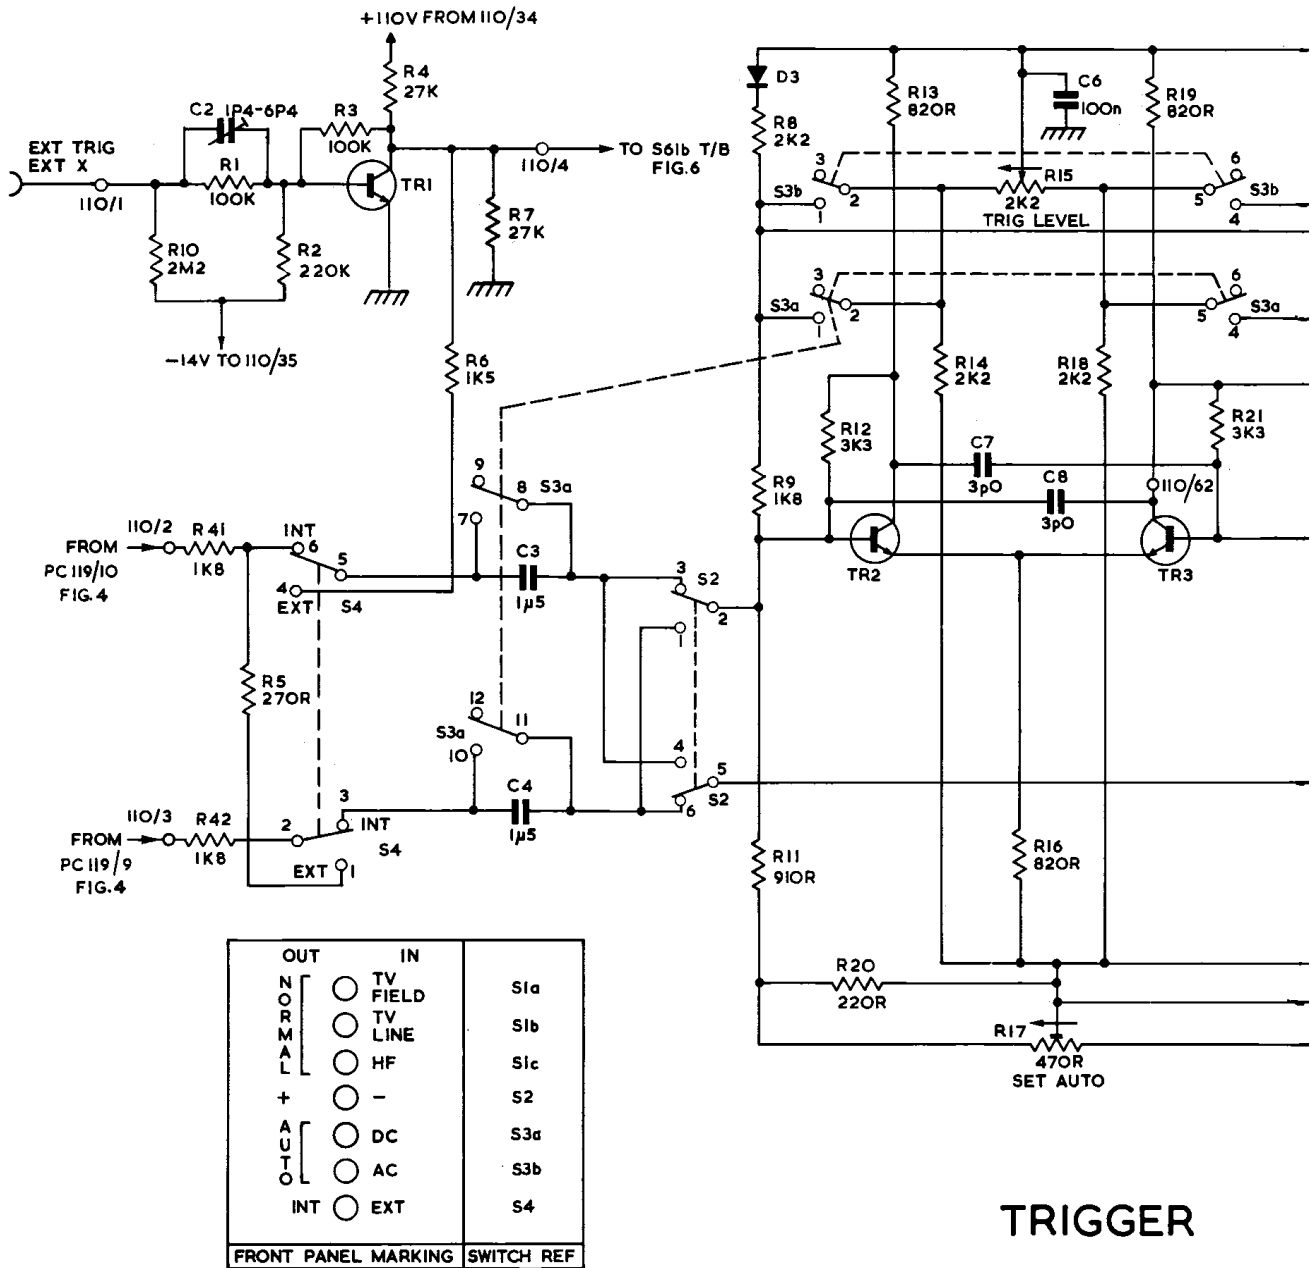 +110V FROM 110/34
R4
27K
C2 1P4-6P4
R3
100K
EXT TRIG
EXT X
R1
100K
110/1
TR1
110/4
TO S61b T/B
FIG.6
R10
2M2
R2
220K
R7
27K
-14V TO 110/35
R6
1K5
D3
R8
2K2
R13
820R
C6
100n
R19
820R
3
S3b
2
1
R15
2K2
TRIG LEVEL
6
5
S3b
4
3
S3a
2
1
6
5
S3a
4
R14
2K2
R18
2K2
R12
3K3
R21
3K3
C7
3p0
C8
3p0
110/62
R9
1K8
TR2
TR3
9
8
S3a
7
110/2
R41
1K8
FROM
PC119/10
FIG.4
INT
6
5
4
EXT
S4
C3
1µ5
3
S2
2
1
R5
270R
12
11
S3a
10
4
5
S2
6
C4
1µ5
110/3
R42
1K8
FROM
PC119/9
FIG.4
3
INT
2
S4
EXT
1
R11
910R
R16
820R
R20
220R
R17
470R
SET AUTO
OUT IN
NORMAL
TV
FIELD
S1a
TV
LINE
S1b
HF S1c
+ - S2
AUTO
DC S3a
AC S3b
INT EXT S4
FRONT PANEL MARKING SWITCH REF
TRIGGER